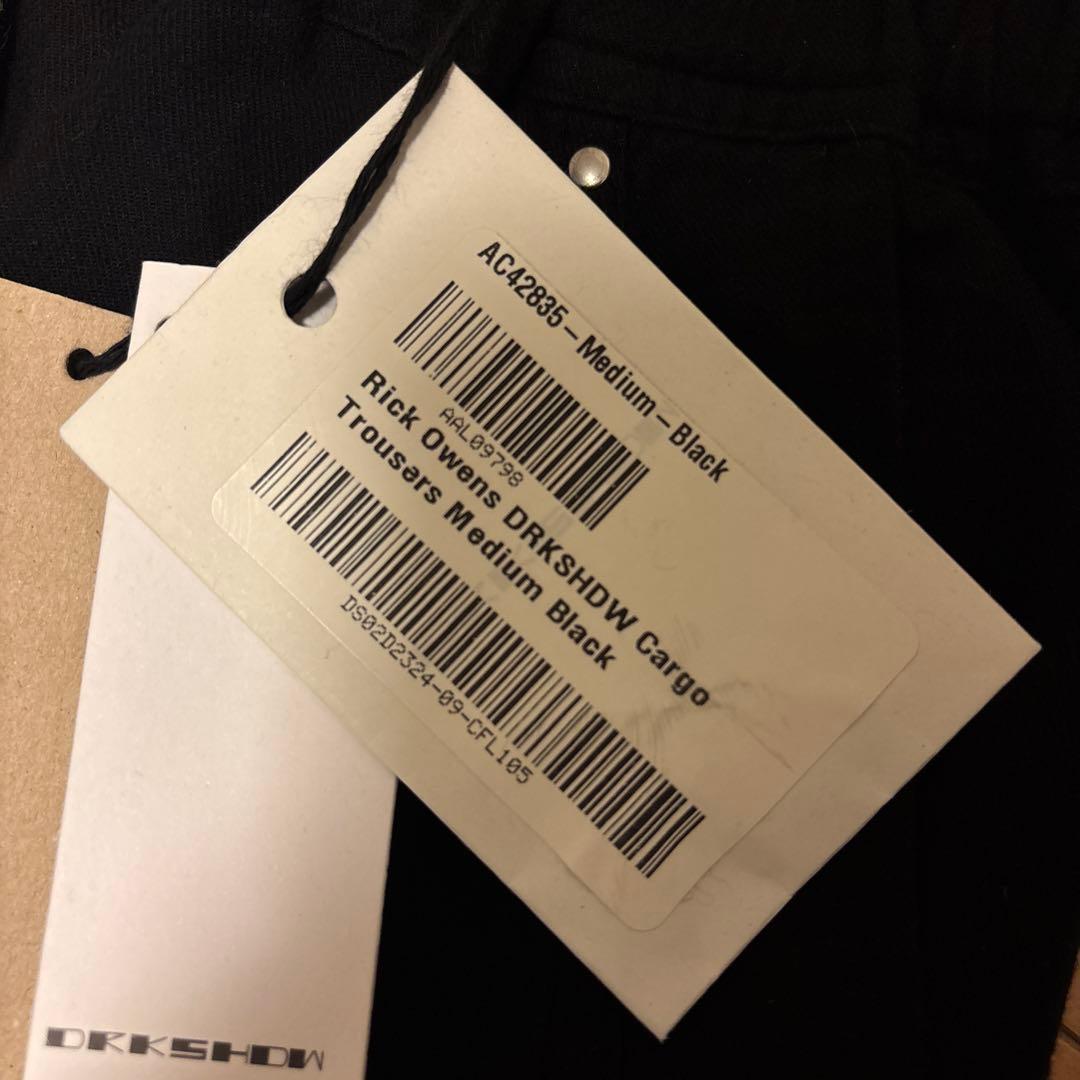 AC42835 – Medium – Black
AAL09798
Rick Owens DRKSHDW Cargo
Trousers Medium Black
DS02D2324-09-CFL105
DRKSHDW